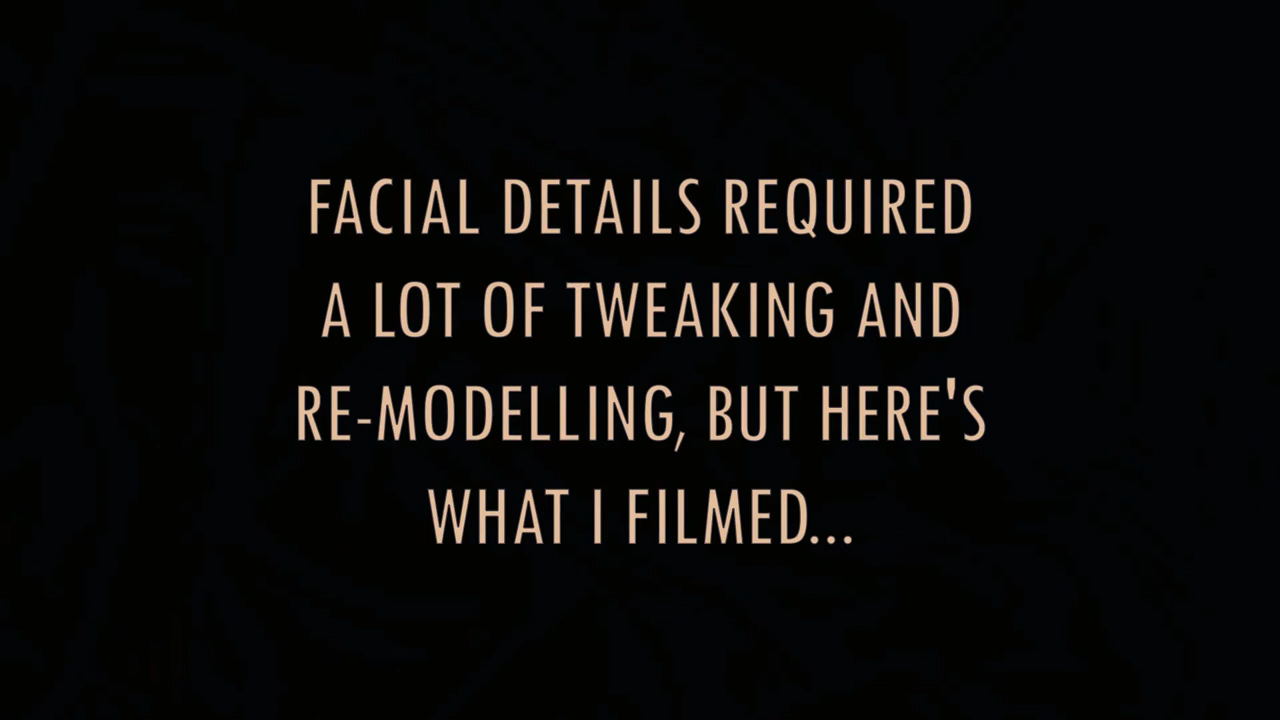 FACIAL DETAILS REQUIRED
A LOT OF TWEAKING AND
RE-MODELLING, BUT HERE'S
WHAT I FILMED...